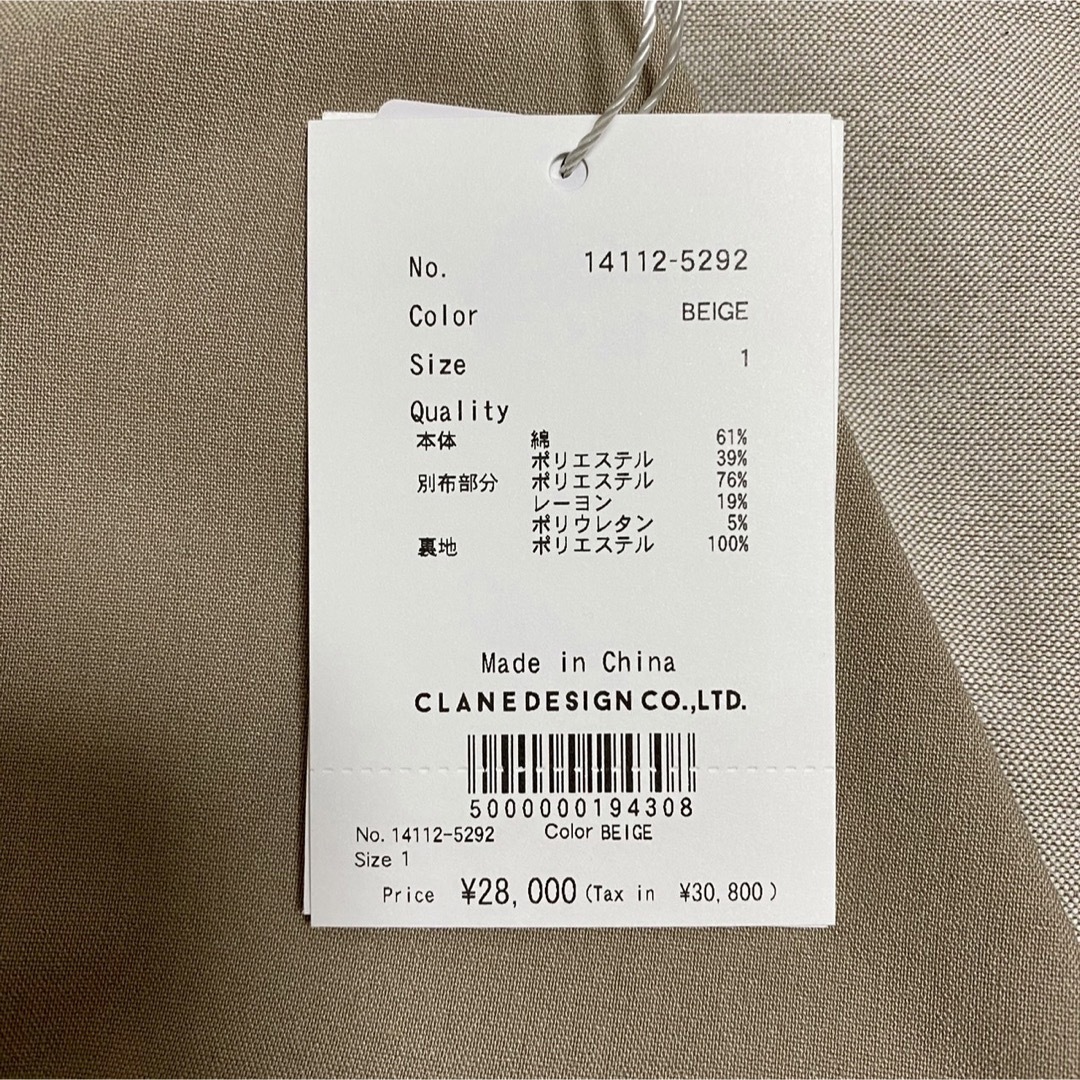 No. 14112-5292
Color BEIGE
Size 1
Quality
本体 綿 61%
ポリエステル 39%
別布部分 ポリエステル 76%
レーヨン 19%
ポリウレタン 5%
裏地 ポリエステル 100%
Made in China
CLANE DESIGN CO.,LTD.
5000000194308
No. 14112-5292 Color BEIGE
Size 1
Price ¥28,000 (Tax in ¥30,800)